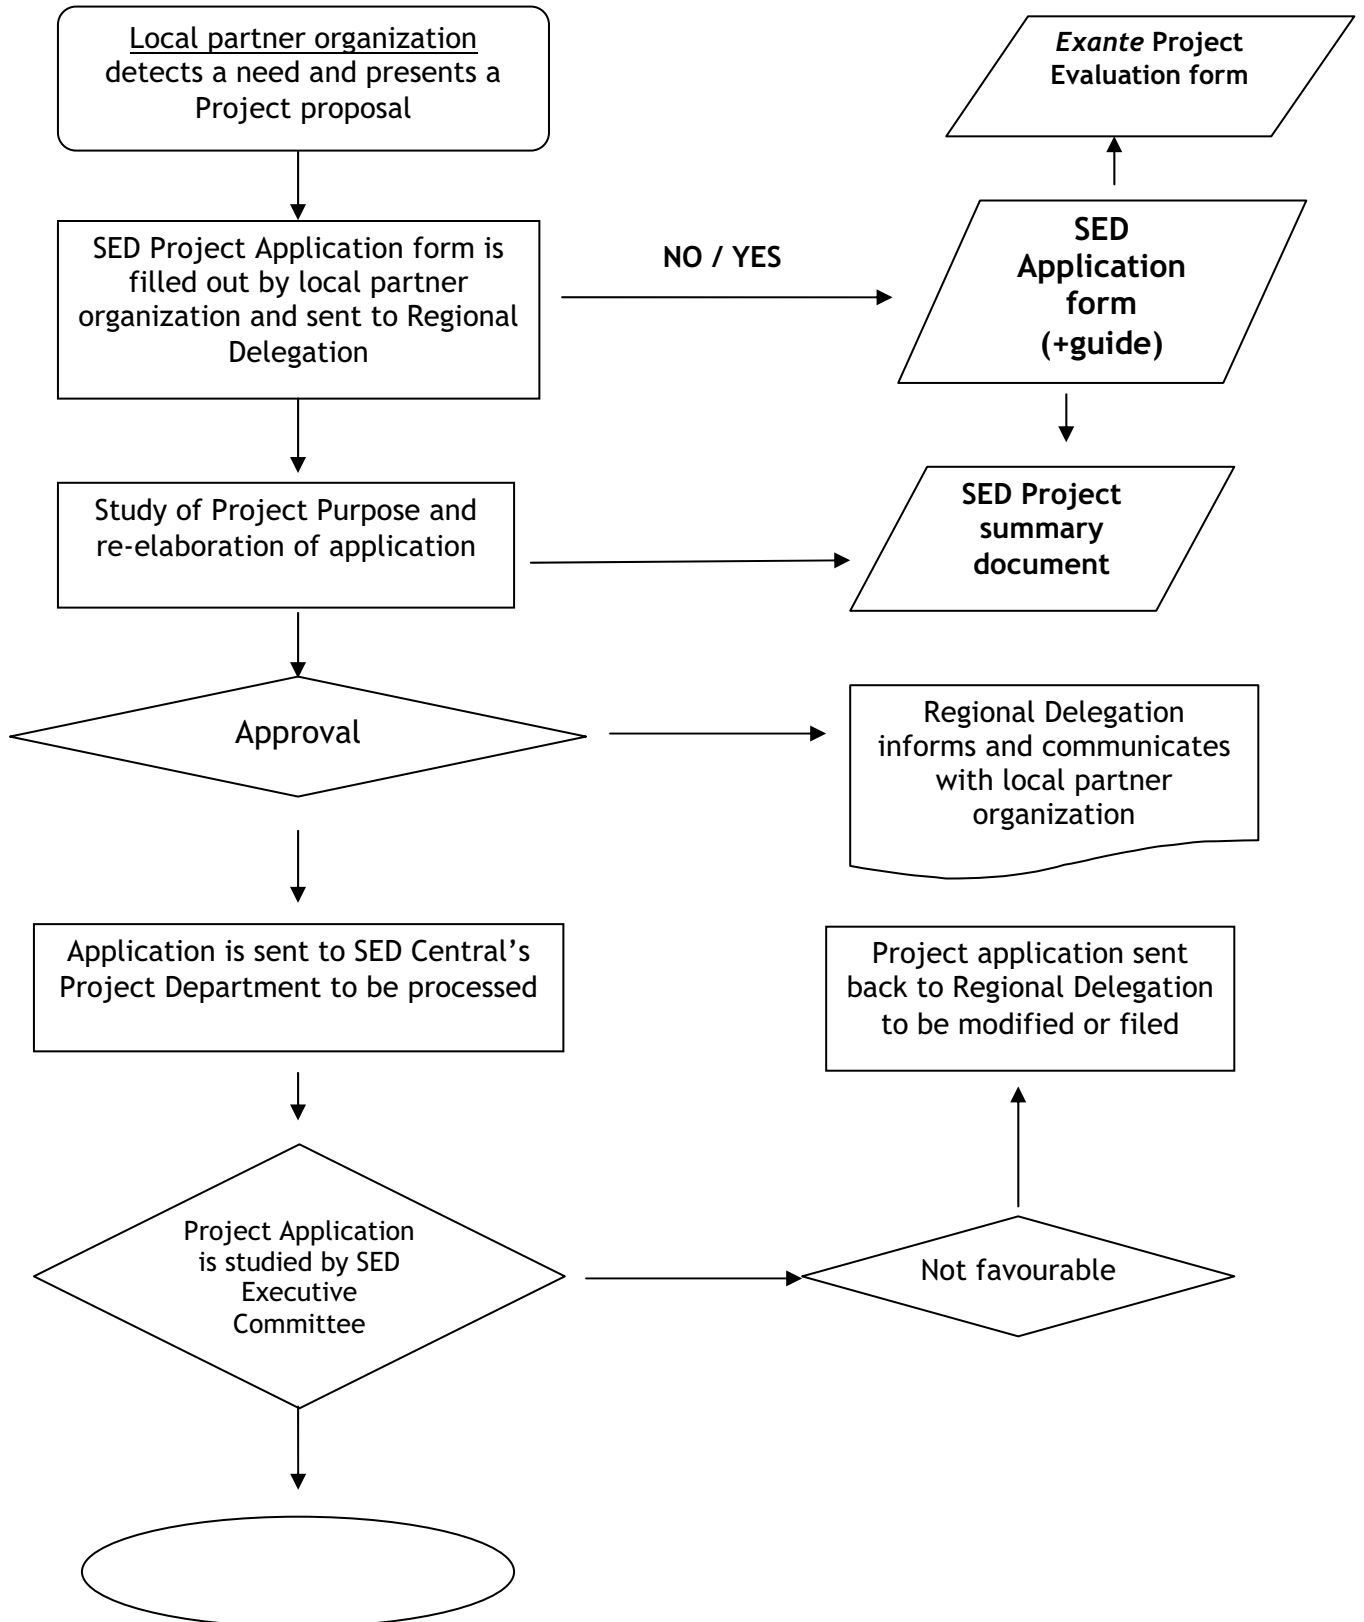 Local partner organization
detects a need and presents a
Project proposal
Exante Project
Evaluation form
SED Project Application form is
filled out by local partner
organization and sent to Regional
Delegation
NO / YES
SED
Application
form
(+guide)
Study of Project Purpose and
re-elaboration of application
SED Project
summary
document
Approval
Regional Delegation
informs and communicates
with local partner
organization
Application is sent to SED Central’s
Project Department to be processed
Project application sent
back to Regional Delegation
to be modified or filed
Project Application
is studied by SED
Executive
Committee
Not favourable